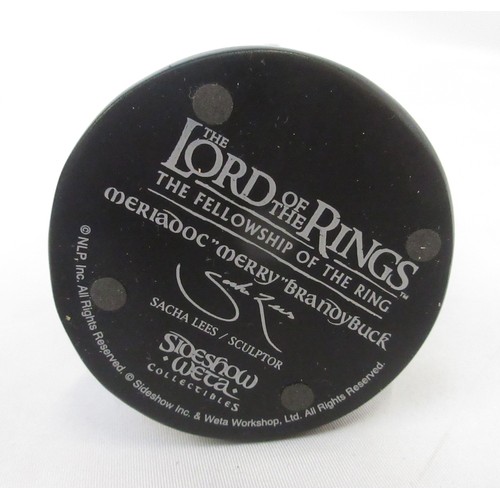 THE
LORD OF THE RINGS™
THE FELLOWSHIP OF THE RING
MERIADOC "MERRY" BRANDYBUCK
SACHA LEES / SCULPTOR
SIDESHOW
WETA
COLLECTIBLES
© NLP, Inc. All Rights Reserved. © Sideshow Inc. & Weta Workshop, Ltd. All Rights Reserved.